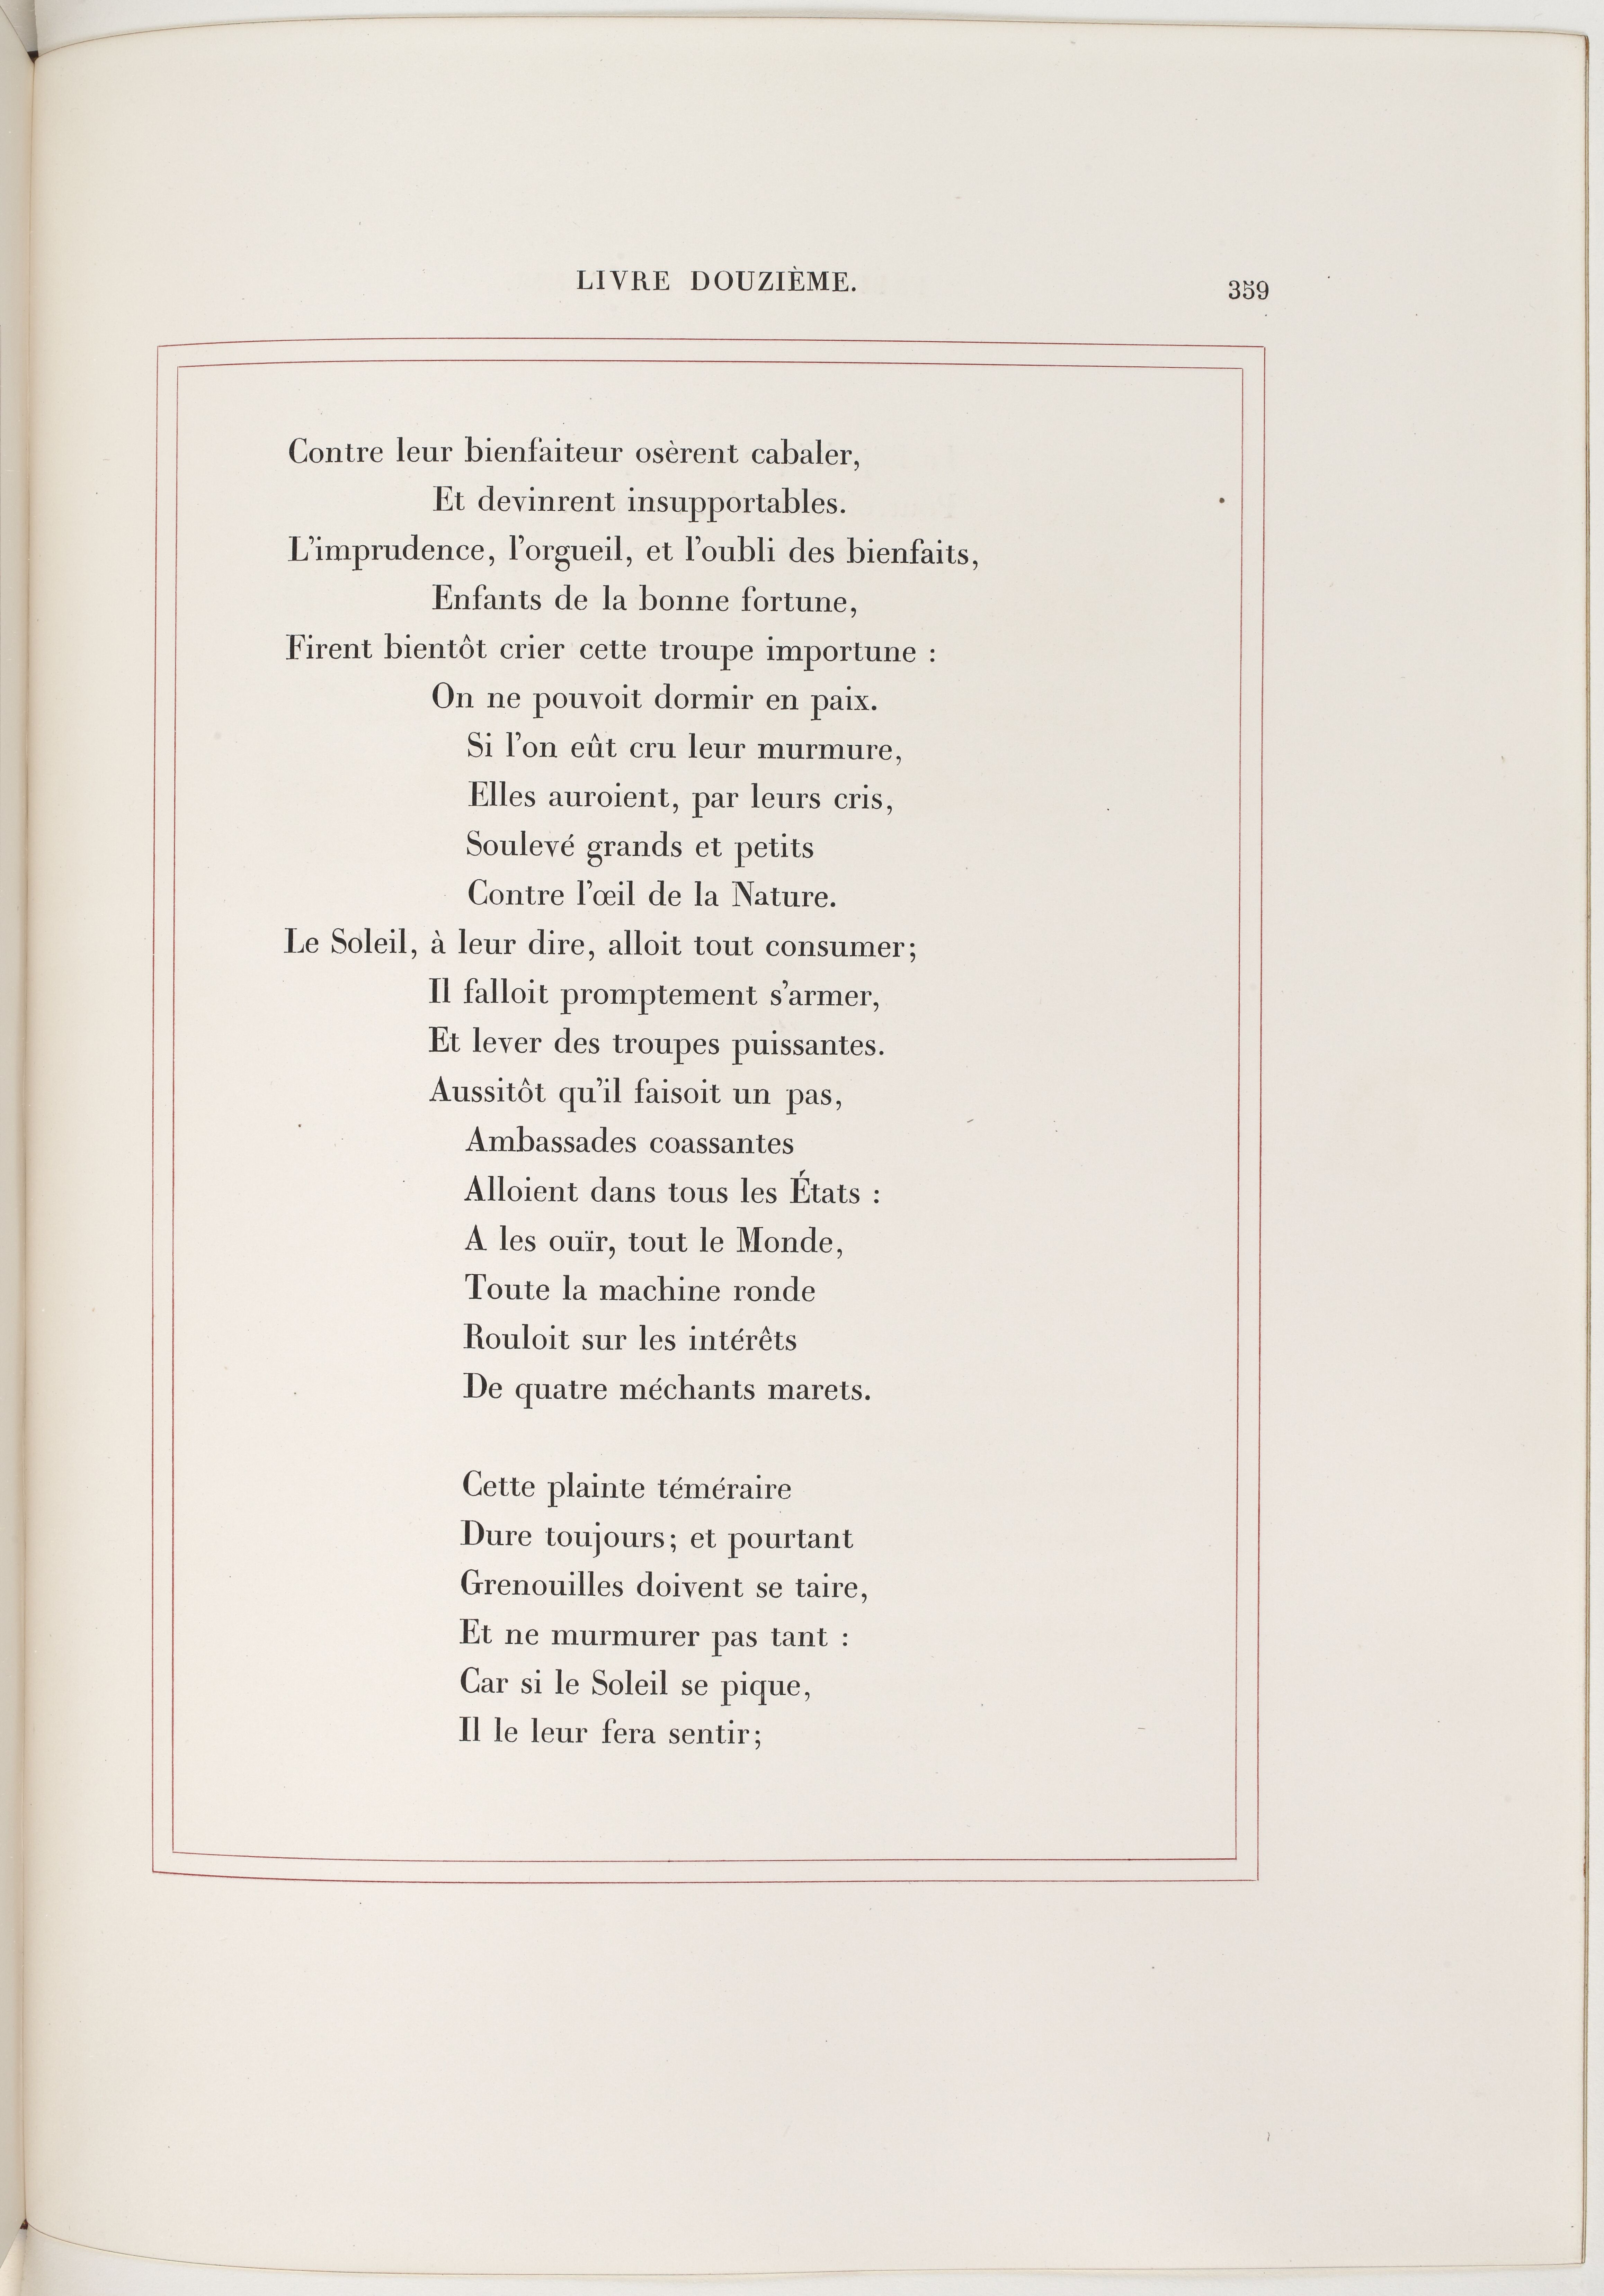 LIVRE DOUZIÈME.
359
Contre leur bienfaiteur osèrent cabaler,
Et devinrent insupportables.
L'imprudence, l'orgueil, et l'oubli des bienfaits,
Enfants de la bonne fortune,
Firent bientôt crier cette troupe importune :
On ne pouvoit dormir en paix.
Si l'on eût cru leur murmure,
Elles auroient, par leurs cris,
Soulevé grands et petits
Contre l'œil de la Nature.
Le Soleil, à leur dire, alloit tout consumer;
Il falloit promptement s'armer,
Et lever des troupes puissantes.
Aussitôt qu'il faisoit un pas,
Ambassades coassantes
Alloient dans tous les États :
A les ouïr, tout le Monde,
Toute la machine ronde
Rouloit sur les intérêts
De quatre méchants marets.
Cette plainte téméraire
Dure toujours; et pourtant
Grenouilles doivent se taire,
Et ne murmurer pas tant :
Car si le Soleil se pique,
Il le leur fera sentir;